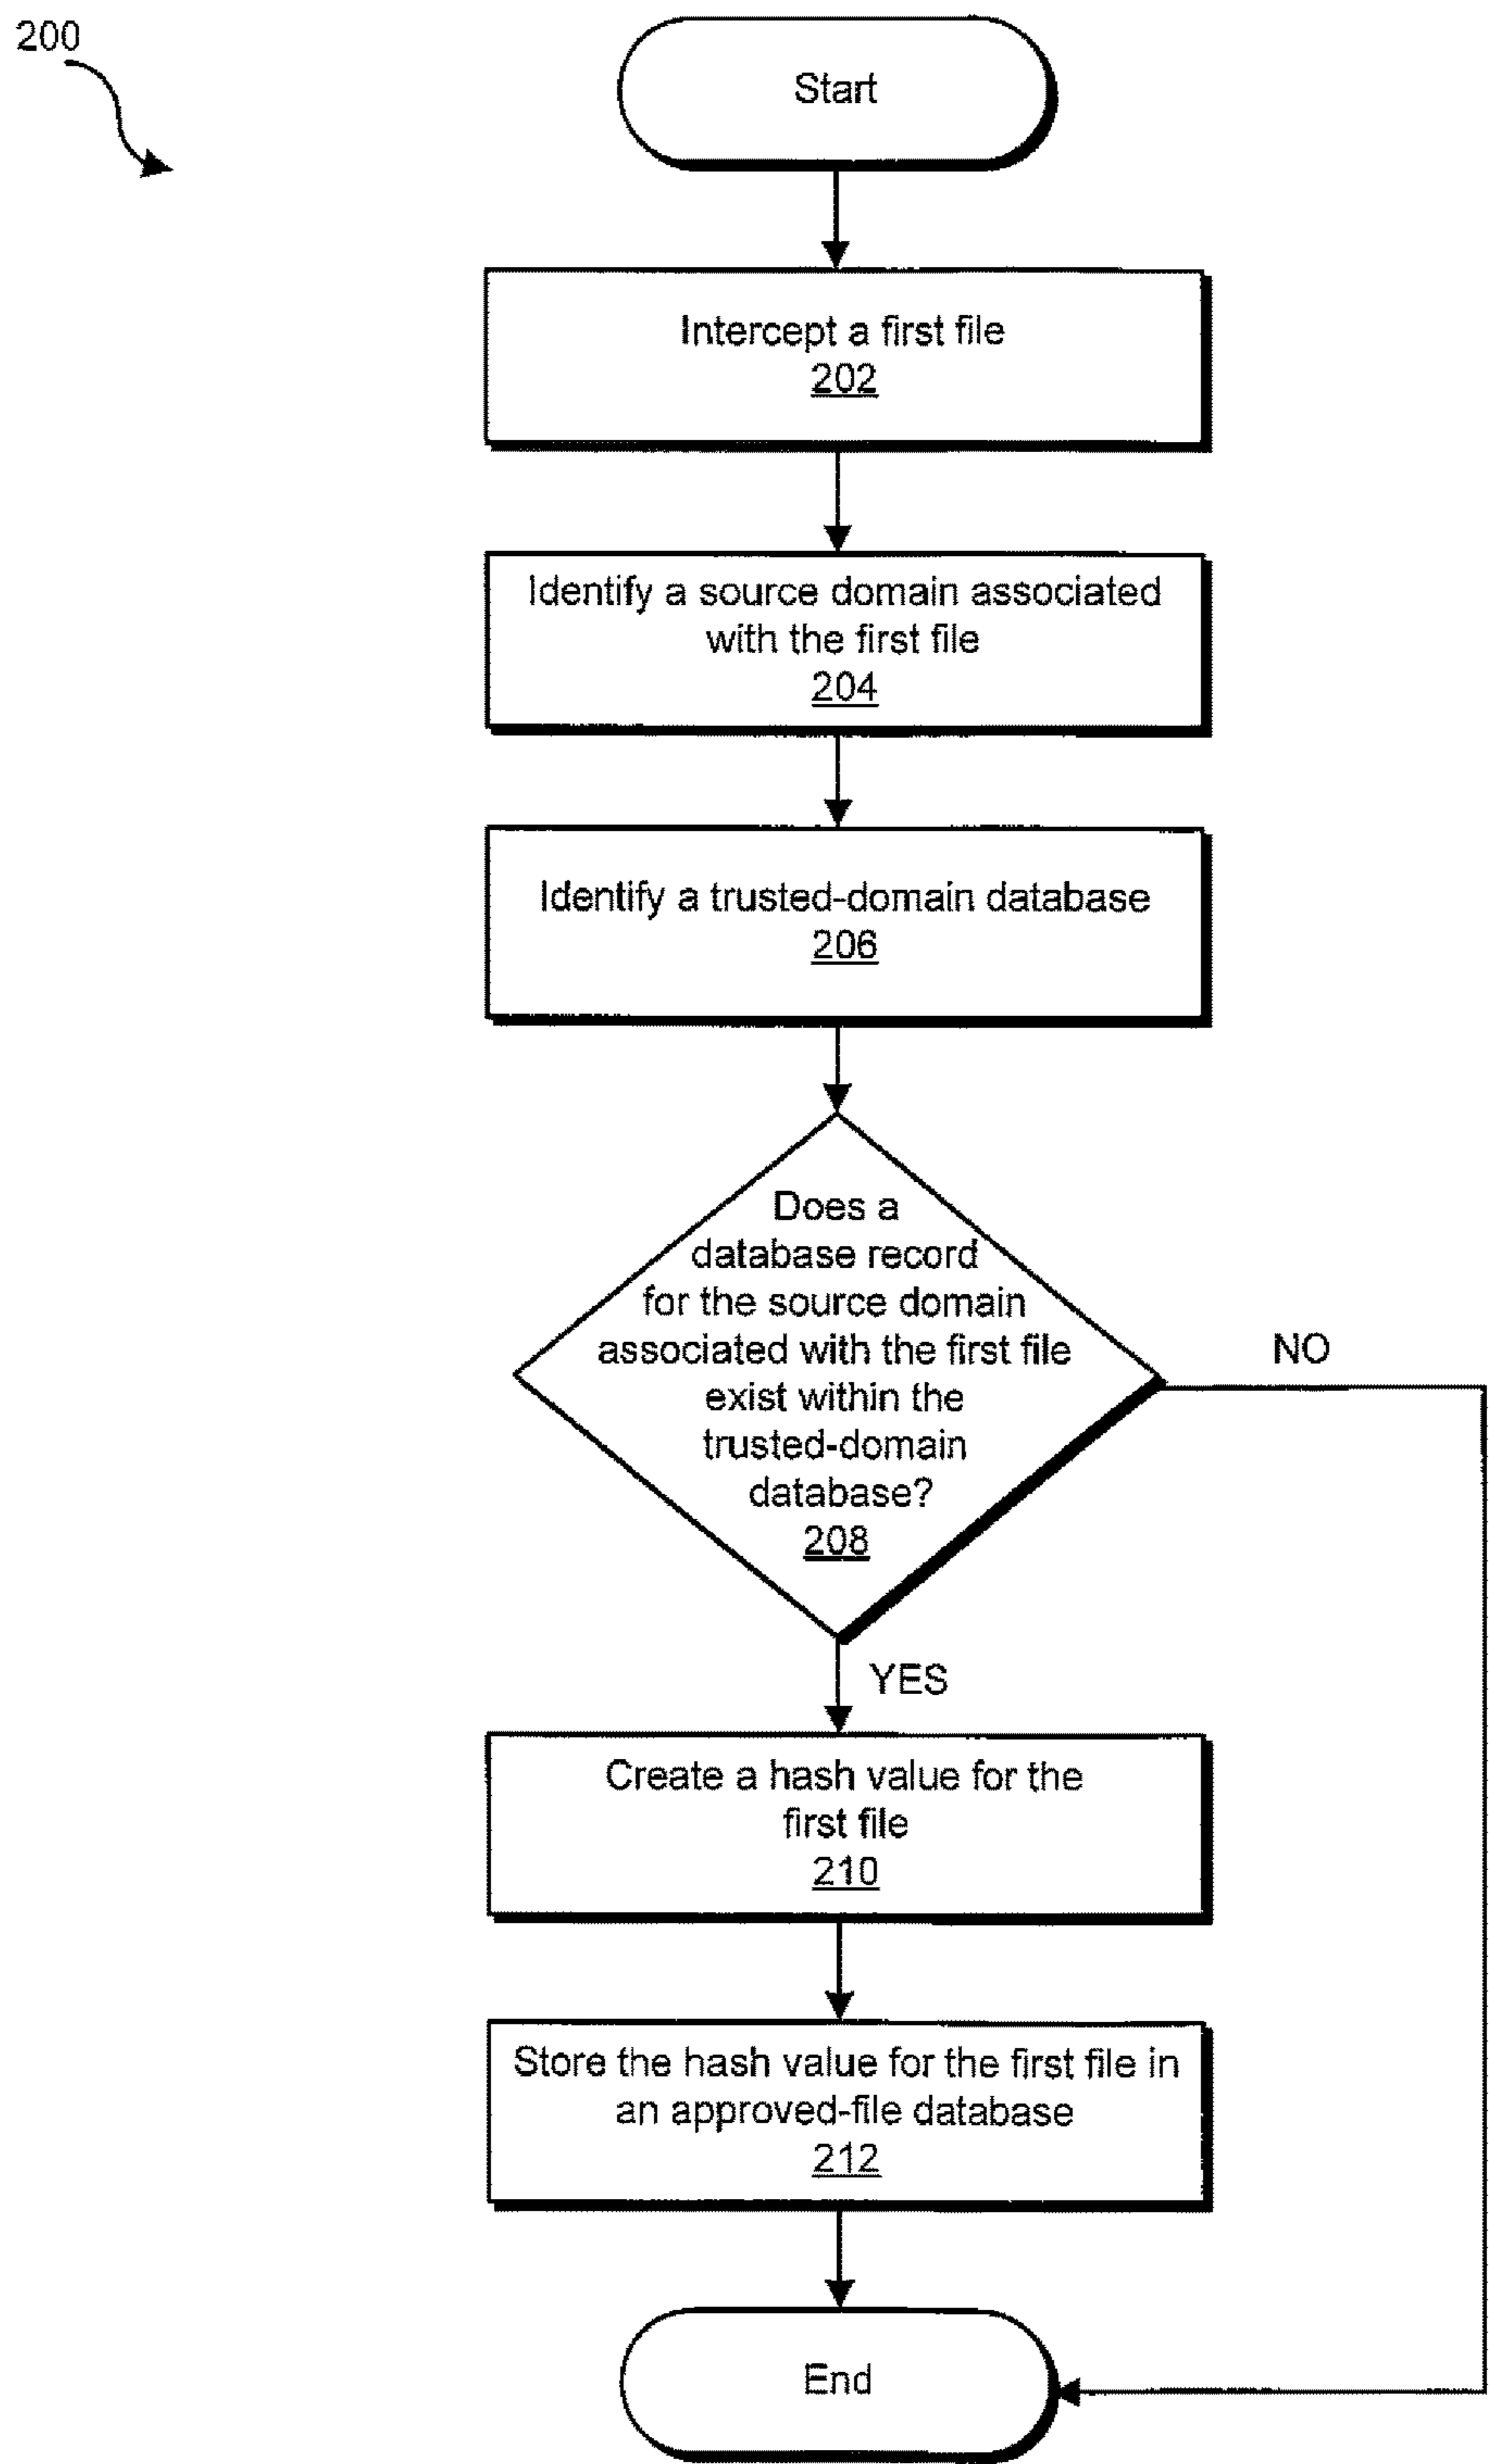 200
Start
Intercept a first file
202
Identify a source domain associated
with the first file
204
Identify a trusted-domain database
206
Does a
database record
for the source domain
associated with the first file
exist within the
trusted-domain
database?
208
NO
YES
Create a hash value for the
first file
210
Store the hash value for the first file in
an approved-file database
212
End